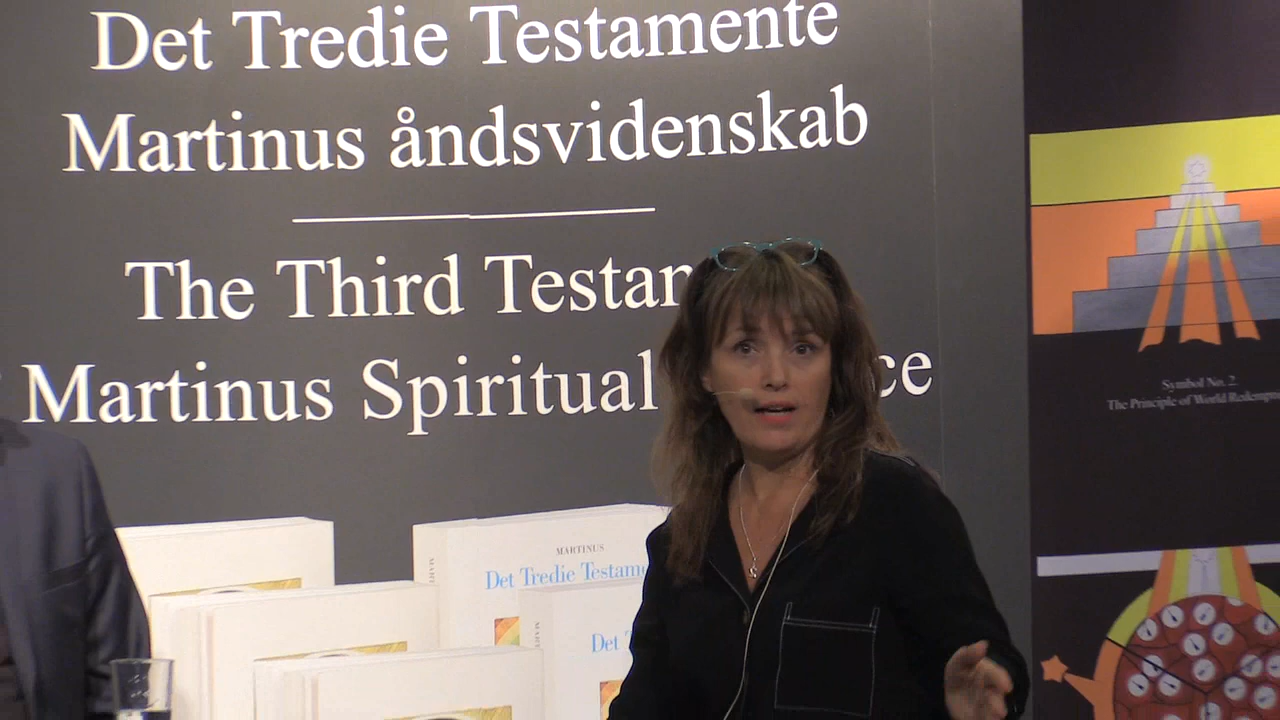 Det Tredie Testamente
Martinus åndsvidenskab
The Third Testam
Martinus Spiritual ce
MARTINUS
Det Tredie Testame
Det
Symbol No. 2
The Principle of World Redemp